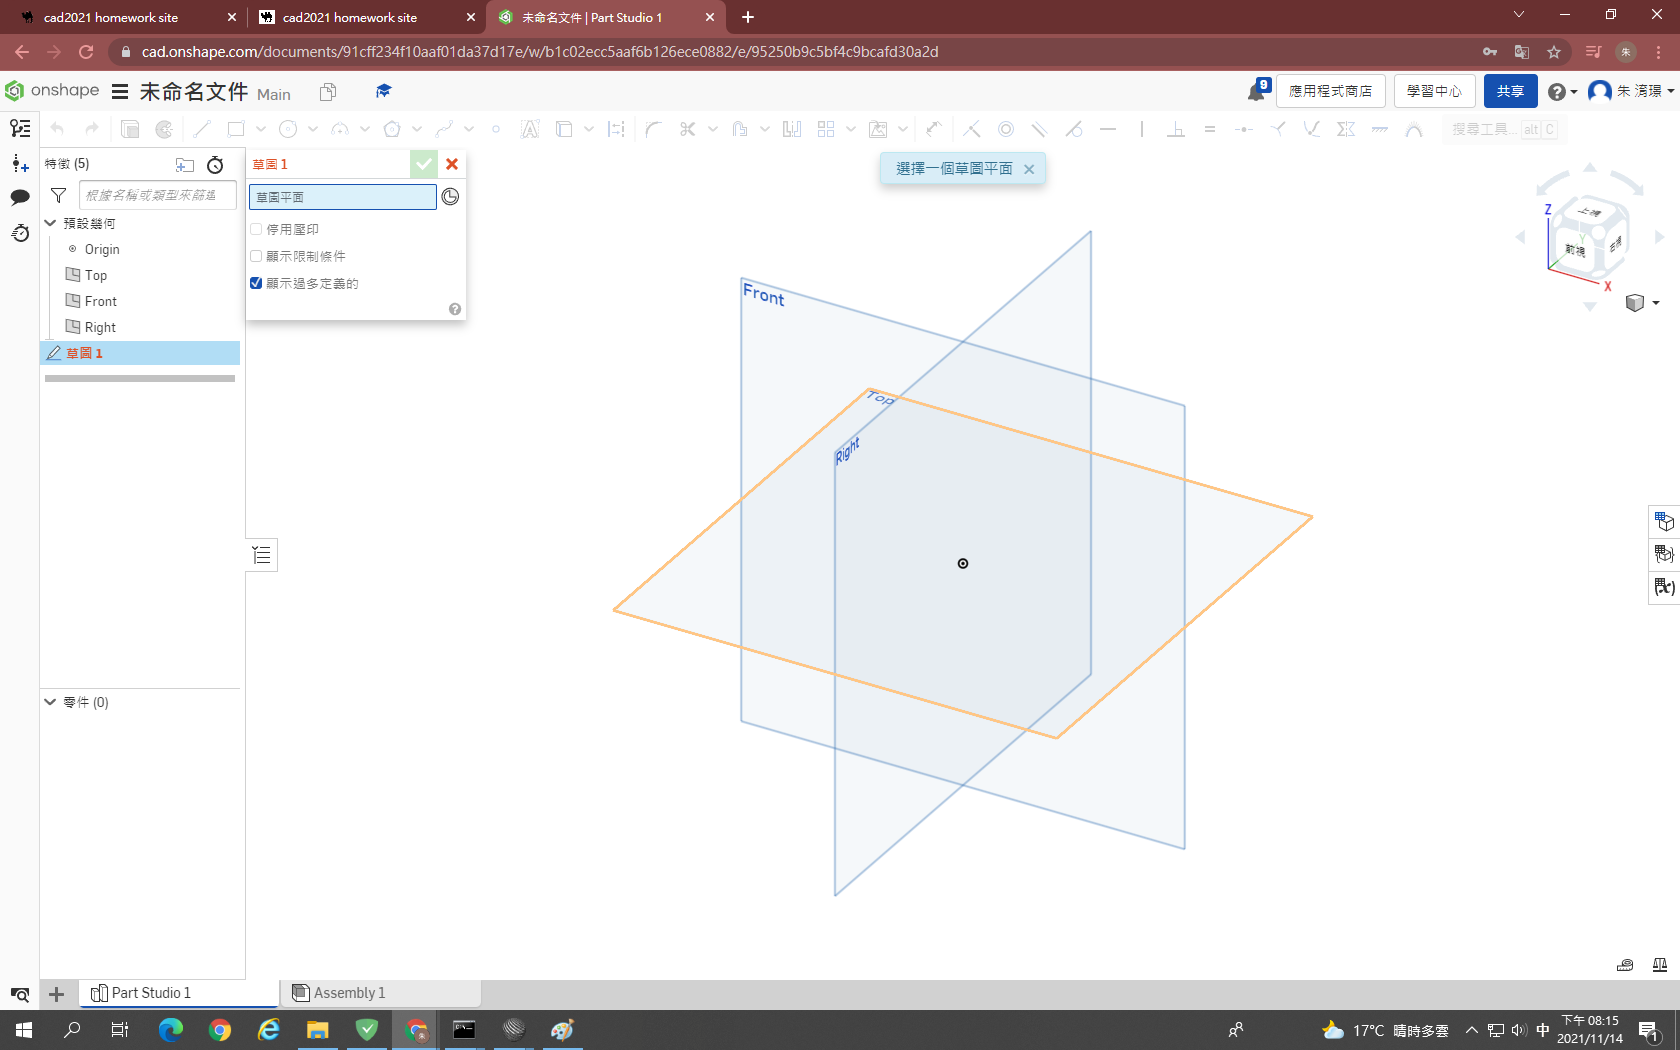 cad2021 homework site
cad2021 homework site
未命名文件 | Part Studio 1
cad.onshape.com/documents/91cff234f10aaf01da37d17e/w/b1c02ecc5aaf6b126ece0882/e/95250b9c5bf4c9bcafd30a2d
朱
onshape
未命名文件 Main
9
應用程式商店
學習中心
共享
搜尋工具... alt C
特徵 (5)
根據名稱或類型來篩選
預設幾何
Origin
Top
Front
Right
草圖 1
零件 (0)
草圖 1
草圖平面
停用壓印
顯示限制條件
顯示過多定義的
選擇一個草圖平面
Front
Top
Right
Z
上視
Y
前視
右視
X
(x)
Part Studio 1
Assembly 1
17°C 晴時多雲
中
下午 08:15
2021/11/14
1